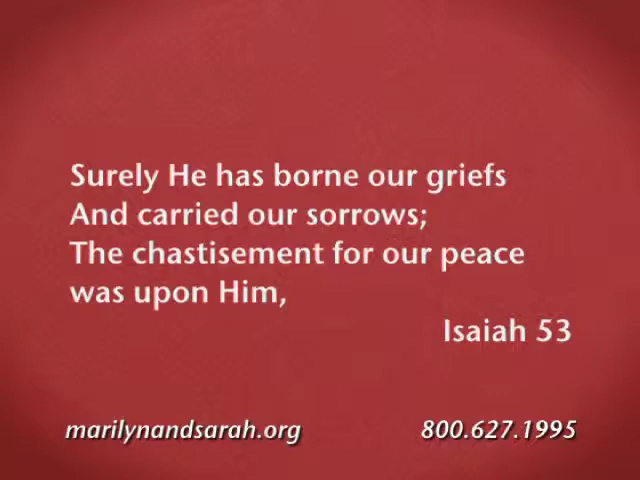 Surely He has borne our griefs
And carried our sorrows;
The chastisement for our peace
was upon Him,
Isaiah 53
marilynandsarah.org 800.627.1995